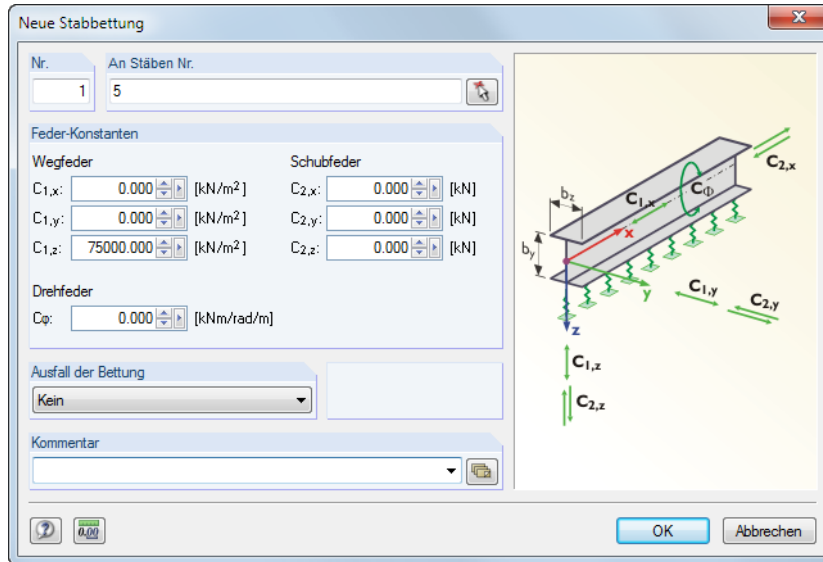 Neue Stabbettung
Nr.
An Stäben Nr.
1
5
Feder-Konstanten
Wegfeder
Schubfeder
C1,x: 0.000 [kN/m²]
C2,x: 0.000 [kN]
C1,y: 0.000 [kN/m²]
C2,y: 0.000 [kN]
C1,z: 75000.000 [kN/m²]
C2,z: 0.000 [kN]
Drehfeder
Cφ: 0.000 [kNm/rad/m]
Ausfall der Bettung
Kein
Kommentar
0.00
OK
Abbrechen
C2,x
bz
C1,x
CΦ
by
x
y
z
C1,y
C2,y
C1,z
C2,z